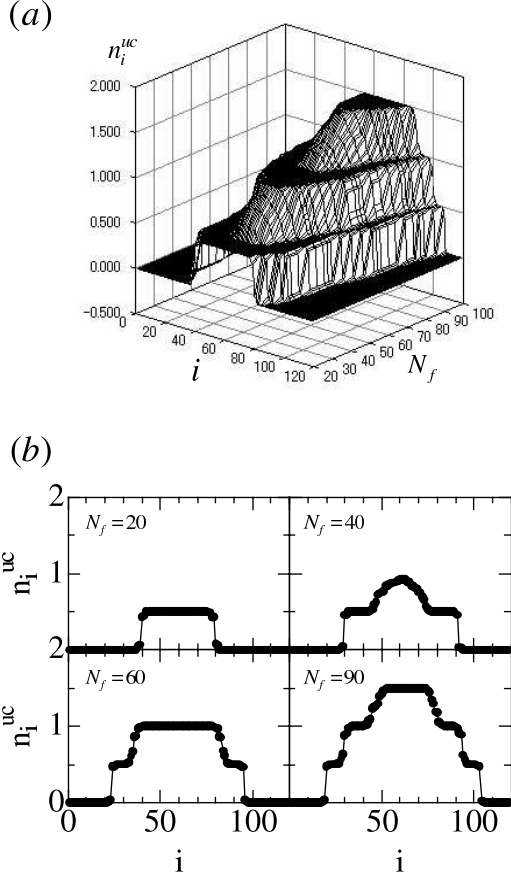 (a)
n_i^{uc}
2.000
1.500
1.000
0.500
0.000
−0.500
0 20 40 60 80 100 120
i
20 30 40 50 60 70 80 90 100
N_f
(b)
2
N_f=20
N_f=40
n_i^{uc}
1
2
N_f=60
N_f=90
n_i^{uc}
1
0
0 50 100 50 100
i i